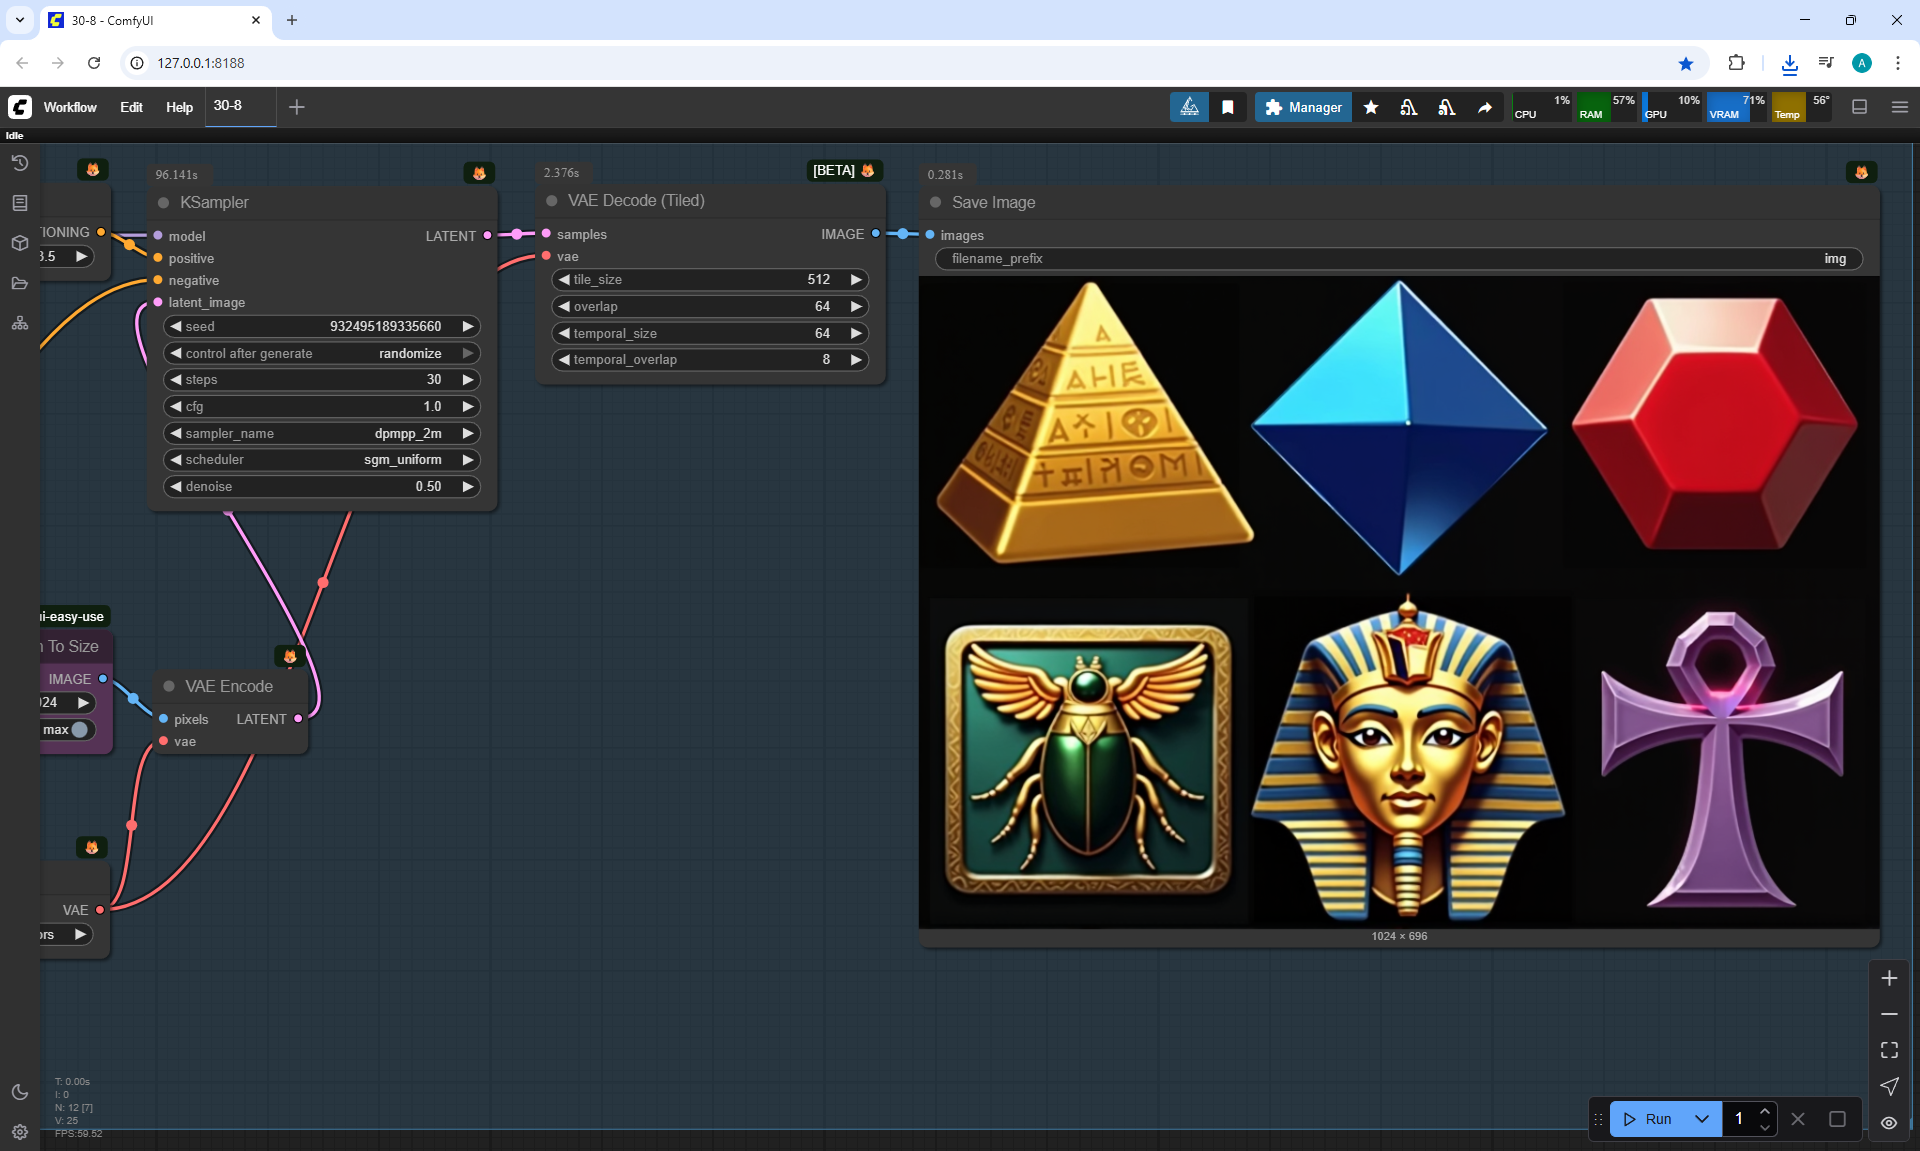 30-8 - ComfyUI
127.0.0.1:8188
A
Workflow Edit Help 30-8
Manager
CPU 1% RAM 57% GPU 10% VRAM 71% Temp 56°
Idle
96.141s
KSampler
model LATENT
positive
negative
latent_image
seed 932495189335660
control after generate randomize
steps 30
cfg 1.0
sampler_name dpmpp_2m
scheduler sgm_uniform
denoise 0.50
2.376s
[BETA]
VAE Decode (Tiled)
samples IMAGE
vae
tile_size 512
overlap 64
temporal_size 64
temporal_overlap 8
0.281s
Save Image
images
filename_prefix img
1024 × 696
TIONING
3.5
i-easy-use
To Size
IMAGE
024
max
VAE Encode
pixels LATENT
vae
VAE
ors
T: 0.00s
I: 0
N: 12 [7]
V: 25
FPS:59.52
Run 1